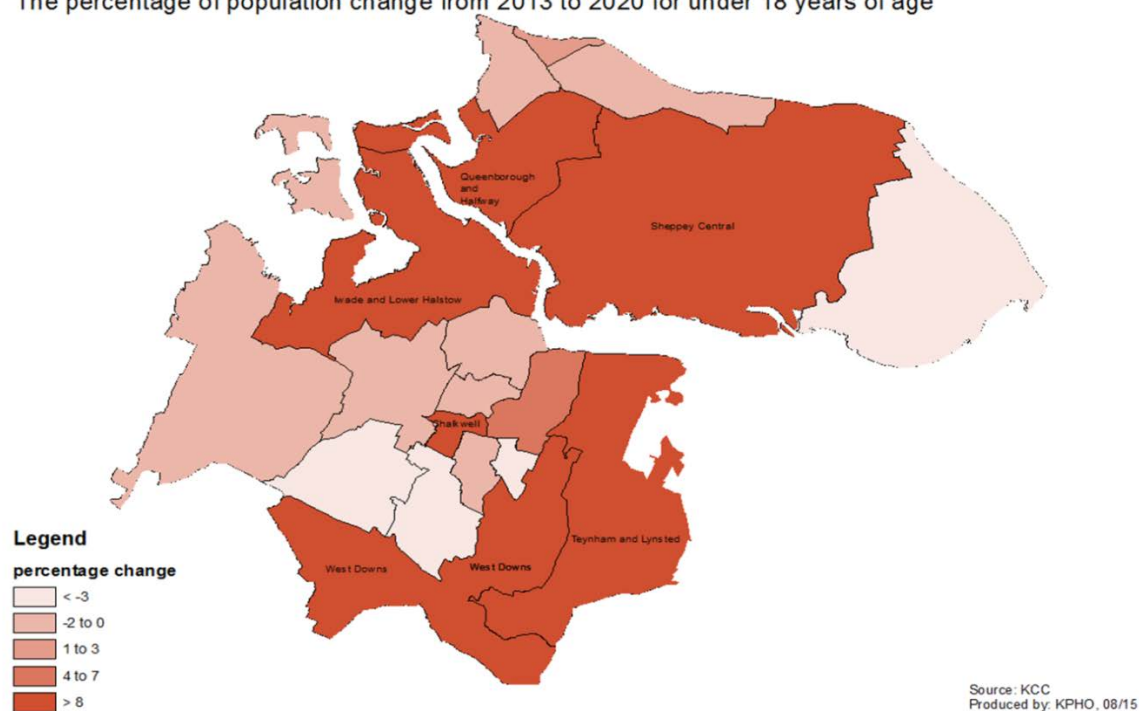 The percentage of population change from 2013 to 2020 for under 18 years of age
Queenborough
and
Halfway
Sheppey Central
Iwade and Lower Halstow
Chalkwell
Teynham and Lynsted
West Downs
West Downs
Legend
percentage change
< -3
-2 to 0
1 to 3
4 to 7
> 8
Source: KCC
Produced by: KPHO, 08/15